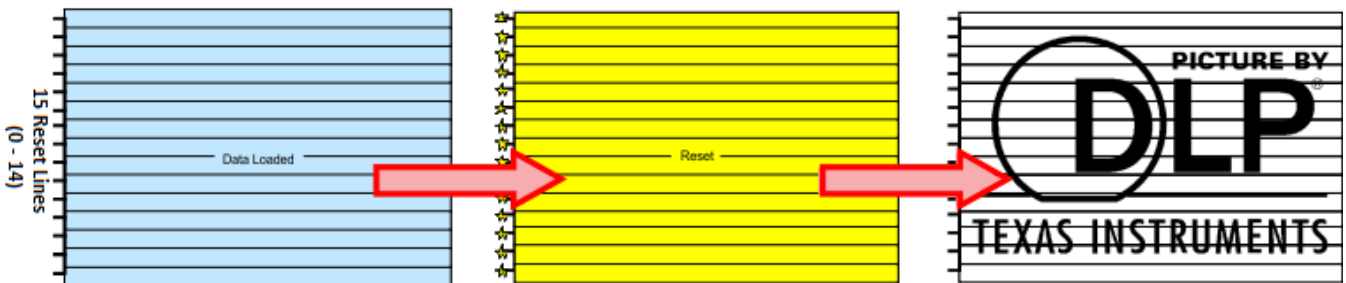 15 Reset Lines
(0 - 14)
Data Loaded
Reset
PICTURE BY
DLP®
TEXAS INSTRUMENTS